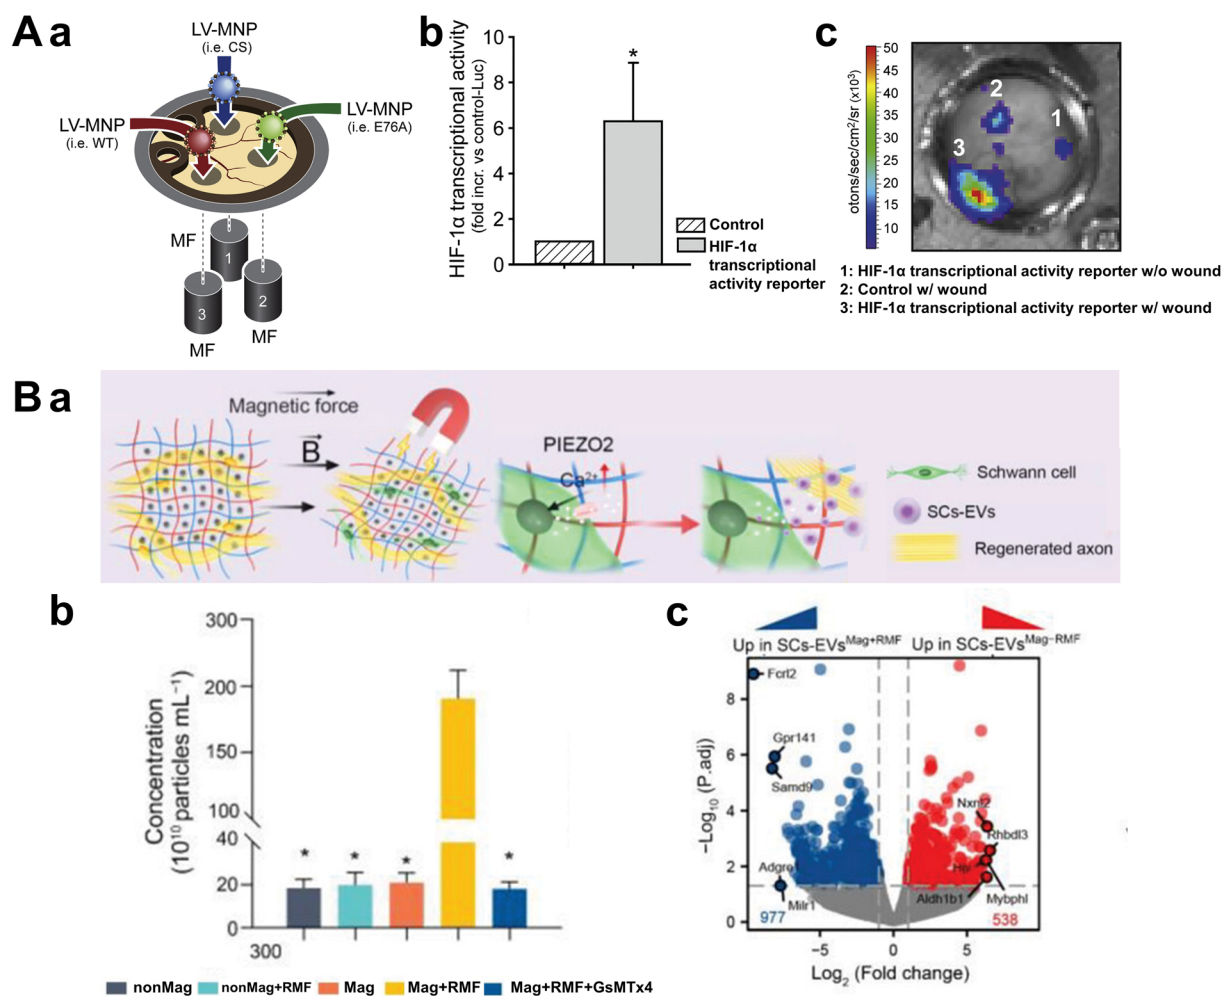 A a
LV-MNP
(i.e. CS)
LV-MNP
(i.e. WT)
LV-MNP
(i.e. E76A)
MF
1
2
3
MF
MF
b
HIF-1α transcriptional activity
(fold incr. vs control-Luc)
10
8
6
4
2
0
*
Control
HIF-1α
transcriptional
activity reporter
c
otons/sec/cm²/sr (x10³)
50
45
40
35
30
25
20
15
10
5
2
1
3
1: HIF-1α transcriptional activity reporter w/o wound
2: Control w/ wound
3: HIF-1α transcriptional activity reporter w/ wound
B a
Magnetic force
B
PIEZO2
Ca²⁺
Schwann cell
SCs-EVs
Regenerated axon
b
Concentration
(10¹⁰ particles mL⁻¹)
300
200
150
100
40
20
0
300
* * * *
nonMag nonMag+RMF Mag Mag+RMF Mag+RMF+GsMTx4
c
Up in SCs-EVs^Mag+RMF Up in SCs-EVs^Mag−RMF
−Log₁₀ (P.adj)
8
6
4
2
0
Fcrl2
Gpr141
Samd9
Milr1
Nxnl2
Rhbdl3
Mybphl
Aldh1b1
977
538
−5 0 5
Log₂ (Fold change)